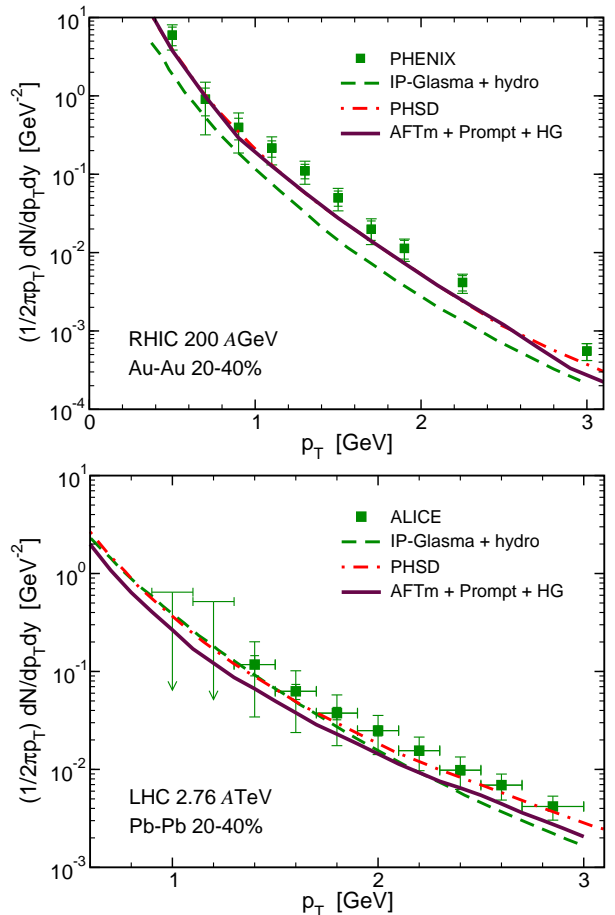 10^1
10^0
10^-1
10^-2
10^-3
10^-4
(1/2πp_T) dN/dp_Tdy [GeV^-2]
PHENIX
IP-Glasma + hydro
PHSD
AFTm + Prompt + HG
RHIC 200 AGeV
Au-Au 20-40%
0 1 2 3
p_T [GeV]
10^1
10^0
10^-1
10^-2
10^-3
(1/2πp_T) dN/dp_Tdy [GeV^-2]
ALICE
IP-Glasma + hydro
PHSD
AFTm + Prompt + HG
LHC 2.76 ATeV
Pb-Pb 20-40%
1 2 3
p_T [GeV]